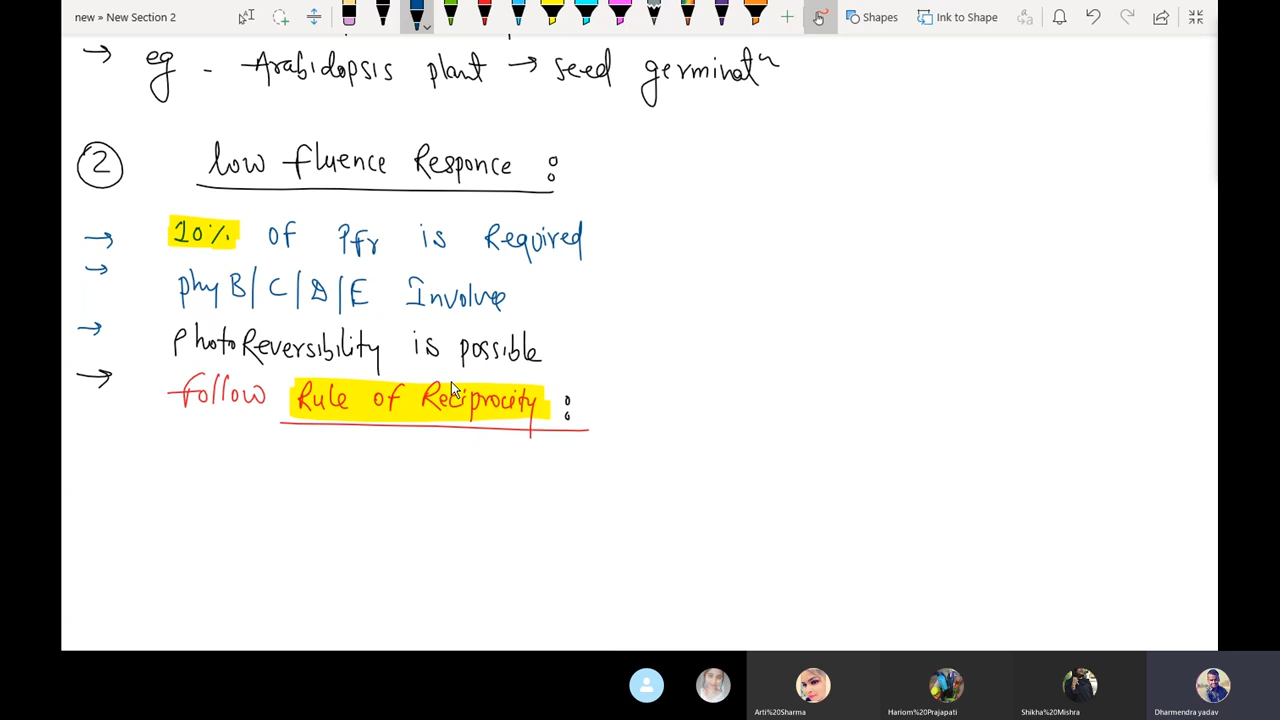 new » New Section 2
Shapes
Ink to Shape
→ eg - Arabidopsis plant → seed germinatn
2 low fluence Responce :
→ 10% of Pfr is Required
→ phy B/C/D/E Involve
→ PhotoReversibility is possible
→ follow Rule of Reciprocity :
Arti%20Sharma
Hariom%20Prajapati
Shikha%20Mishra
Dharmendra yadav